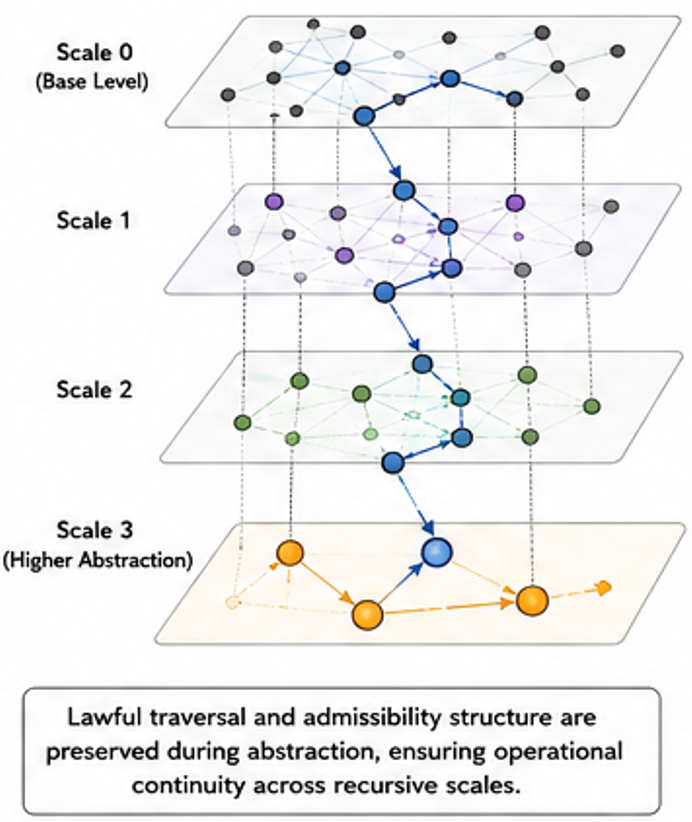 Scale 0
(Base Level)
Scale 1
Scale 2
Scale 3
(Higher Abstraction)
Lawful traversal and admissibility structure are
preserved during abstraction, ensuring operational
continuity across recursive scales.